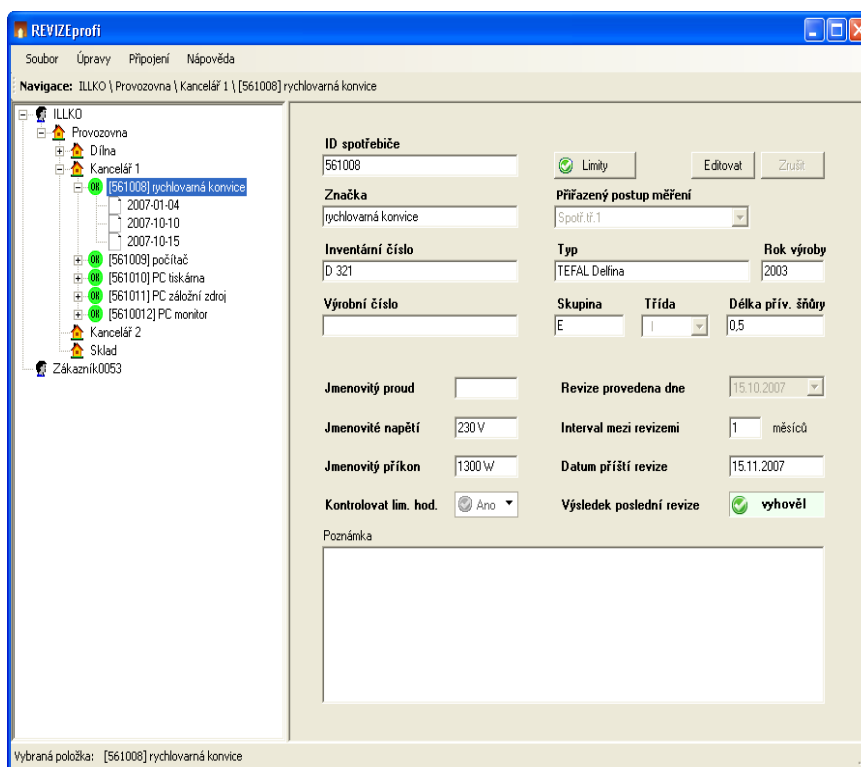 REVIZEprofi
Soubor Úpravy Připojení Nápověda
Navigace: ILLKO \ Provozovna \ Kancelář 1 \ [561008] rychlovarná konvice
ILLKO
Provozovna
Dílna
Kancelář 1
OK [561008] rychlovarná konvice
2007-01-04
2007-10-10
2007-10-15
OK [561009] počítač
OK [561010] PC tiskárna
OK [561011] PC záložní zdroj
OK [5610012] PC monitor
Kancelář 2
Sklad
Zákazník0053
ID spotřebiče
561008 Limity Editovat Zrušit
Značka Přiřazený postup měření
rychlovarná konvice Spotř.tř.1
Inventární číslo Typ Rok výroby
D 321 TEFAL Delfina 2003
Výrobní číslo Skupina Třída Délka přív. šňůry
E I 0,5
Jmenovitý proud Revize provedena dne 15.10.2007
Jmenovité napětí 230 V Interval mezi revizemi 1 měsíců
Jmenovitý příkon 1300 W Datum příští revize 15.11.2007
Kontrolovat lim. hod. Ano Výsledek poslední revize vyhověl
Poznámka
Vybraná položka: [561008] rychlovarná konvice